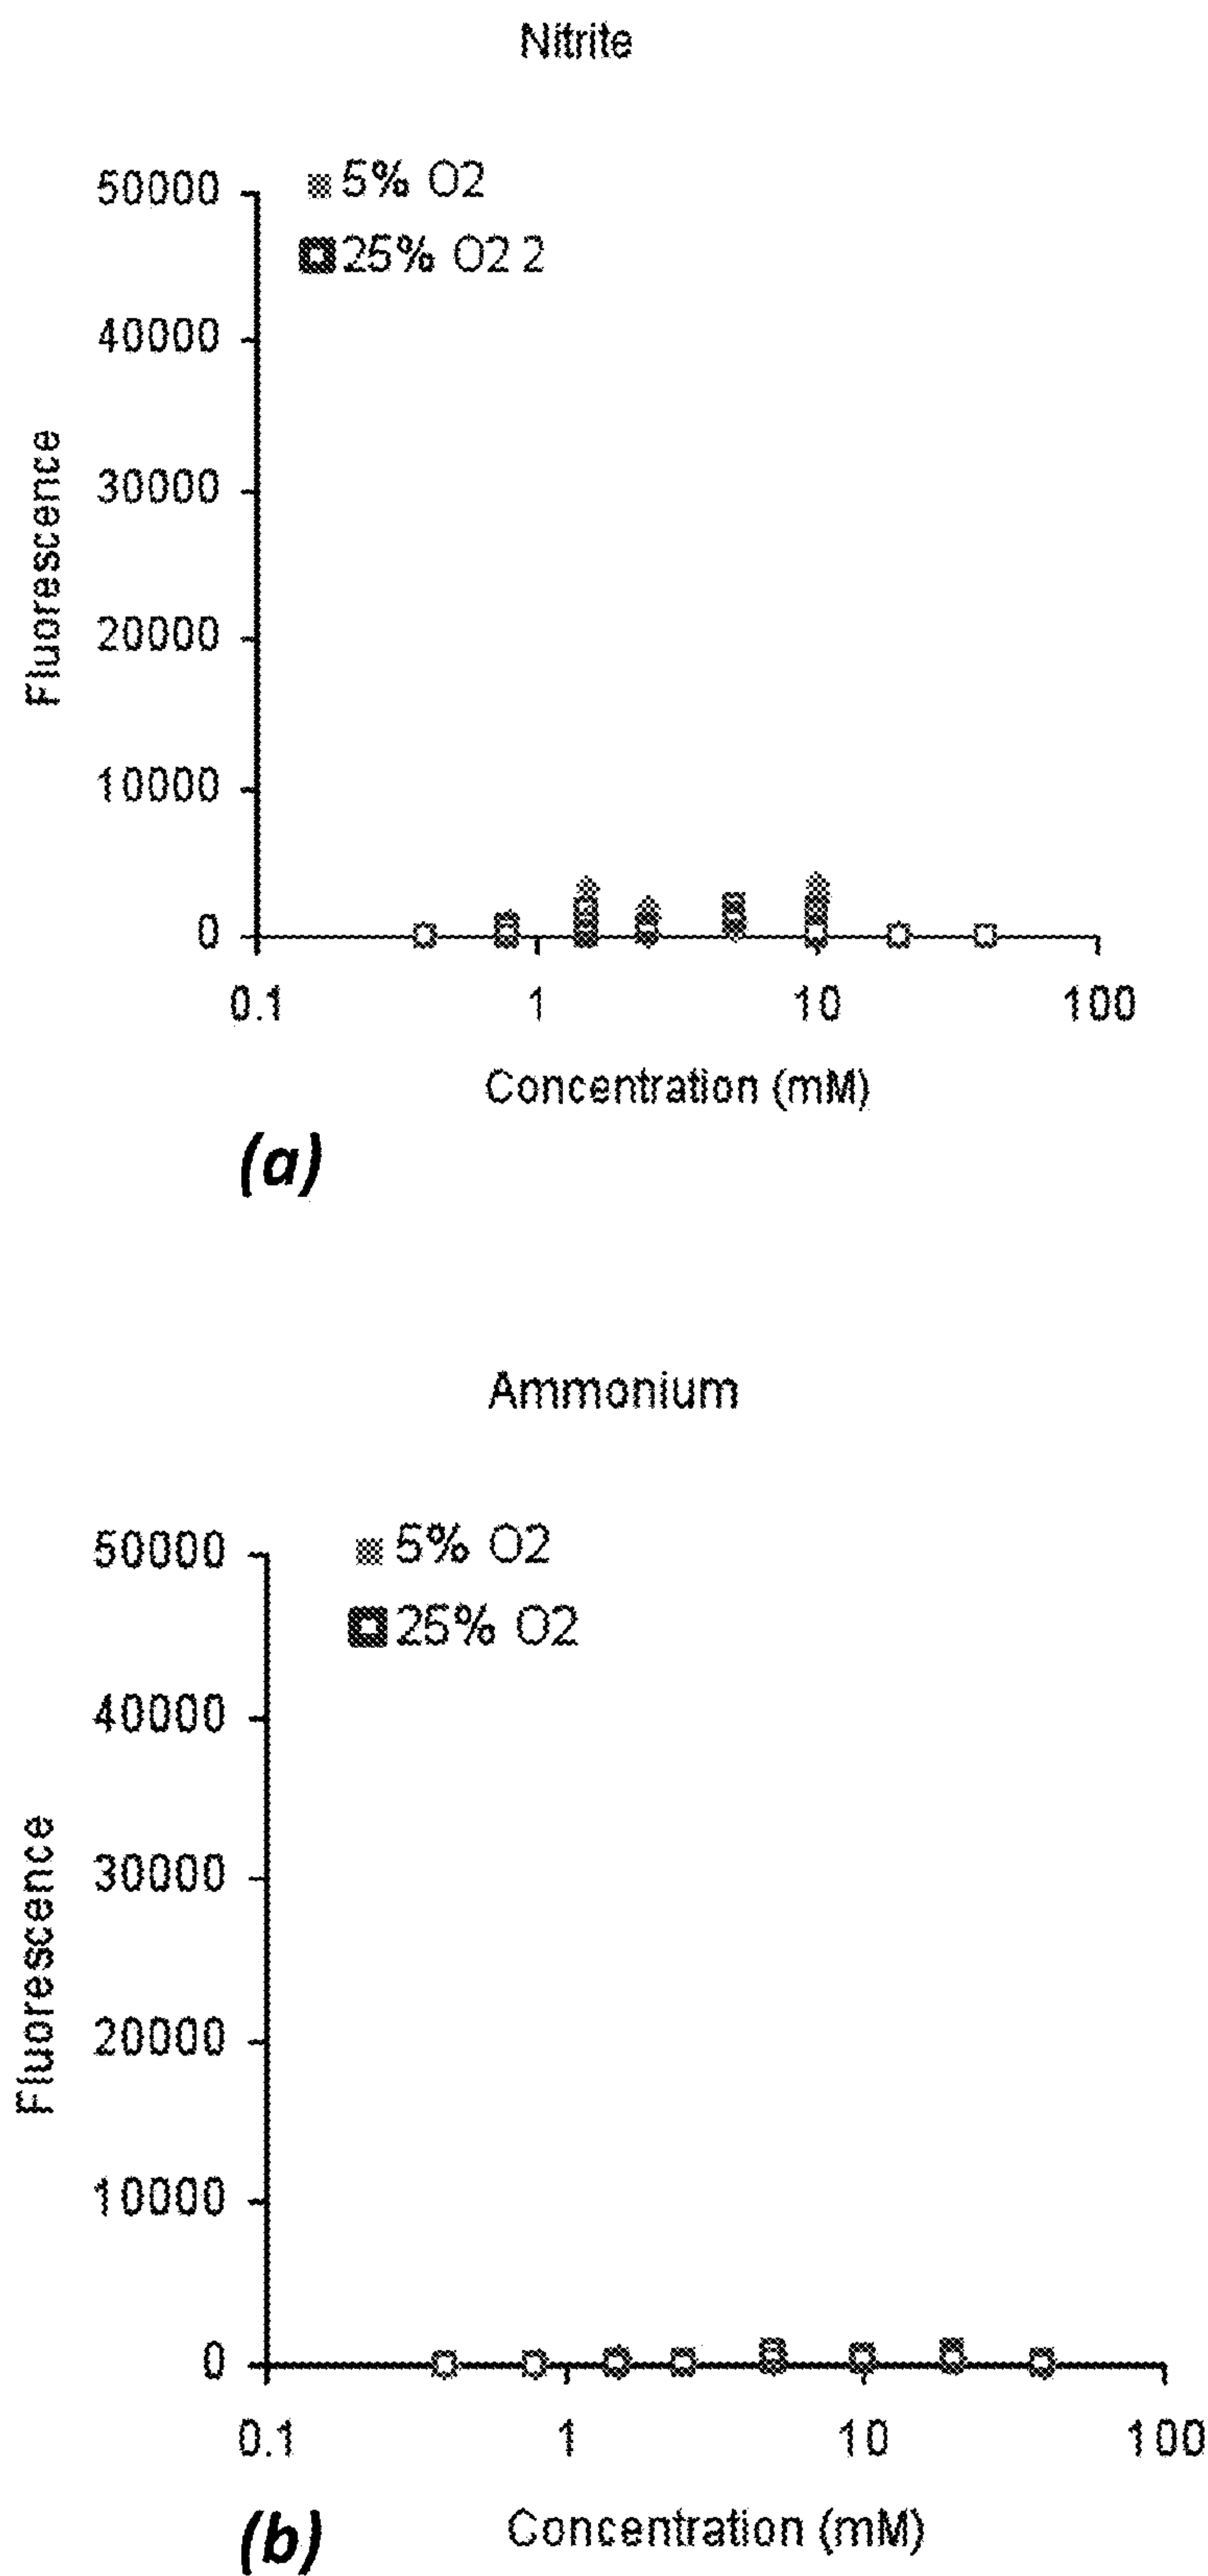 Nitrite
5% O2
25% O2 2
50000
40000
30000
20000
10000
0
Fluorescence
0.1 1 10 100
Concentration (mM)
(a)
Ammonium
5% O2
25% O2
50000
40000
30000
20000
10000
0
Fluorescence
0.1 1 10 100
Concentration (mM)
(b)